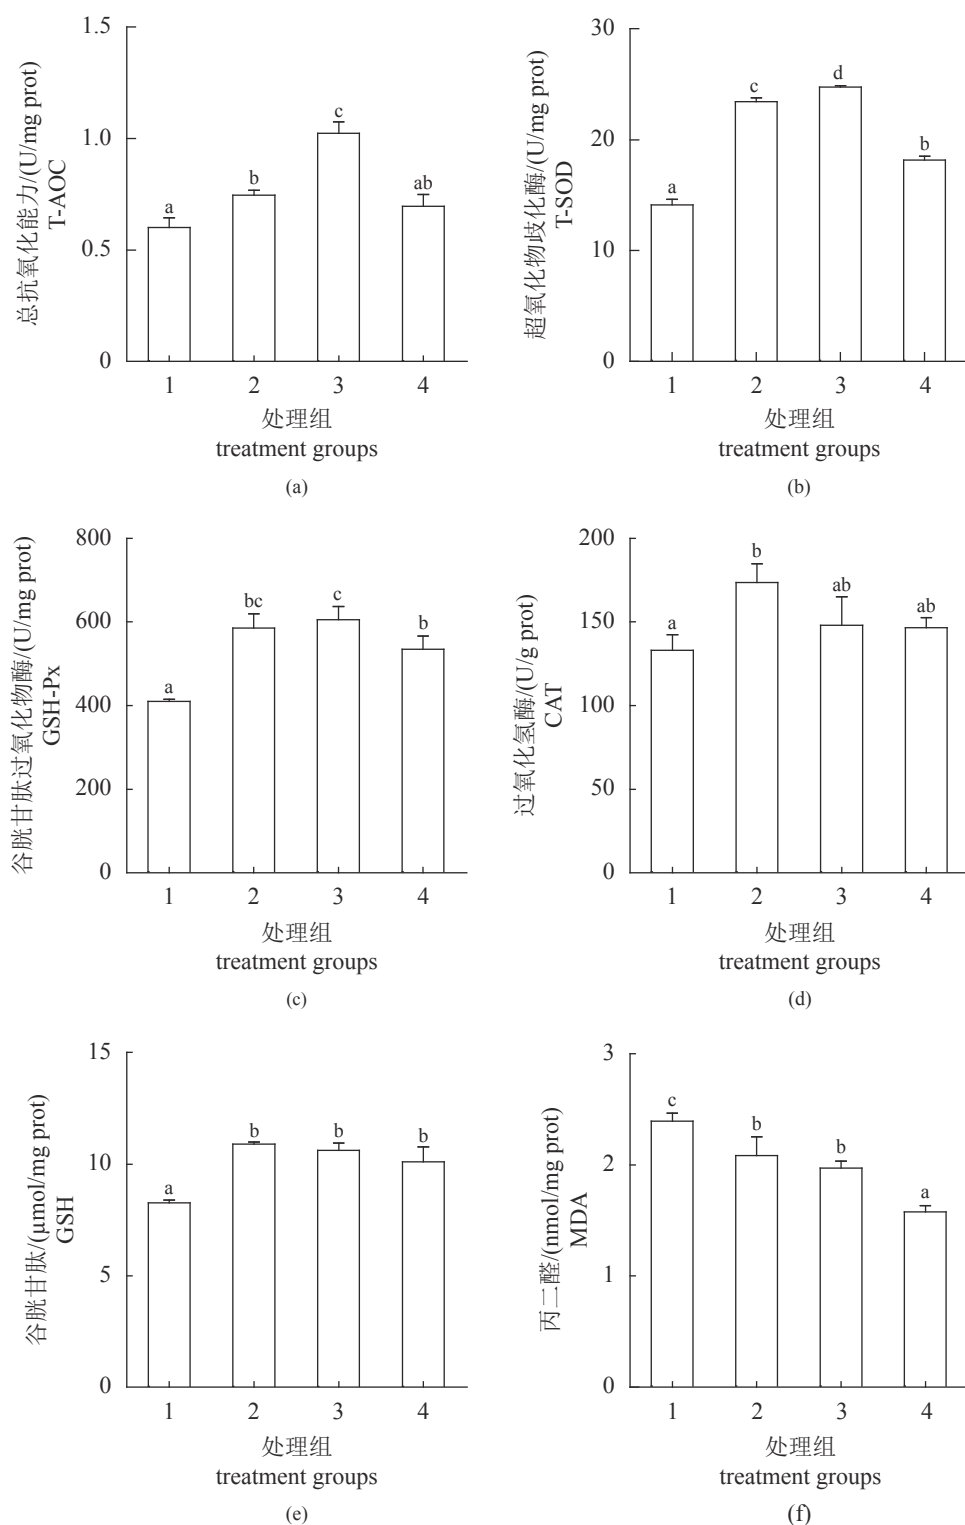 总抗氧化能力/(U/mg prot)
T-AOC
1.5
1.0
0.5
0
a
b
c
ab
1 2 3 4
处理组
treatment groups
(a)
超氧化物歧化酶/(U/mg prot)
T-SOD
30
20
10
0
a
c
d
b
1 2 3 4
处理组
treatment groups
(b)
谷胱甘肽过氧化物酶/(U/mg prot)
GSH-Px
800
600
400
200
0
a
bc
c
b
1 2 3 4
处理组
treatment groups
(c)
过氧化氢酶/(U/g prot)
CAT
200
150
100
50
0
a
b
ab
ab
1 2 3 4
处理组
treatment groups
(d)
谷胱甘肽/(μmol/mg prot)
GSH
15
10
5
0
a
b
b
b
1 2 3 4
处理组
treatment groups
(e)
丙二醛/(nmol/mg prot)
MDA
3
2
1
0
c
b
b
a
1 2 3 4
处理组
treatment groups
(f)